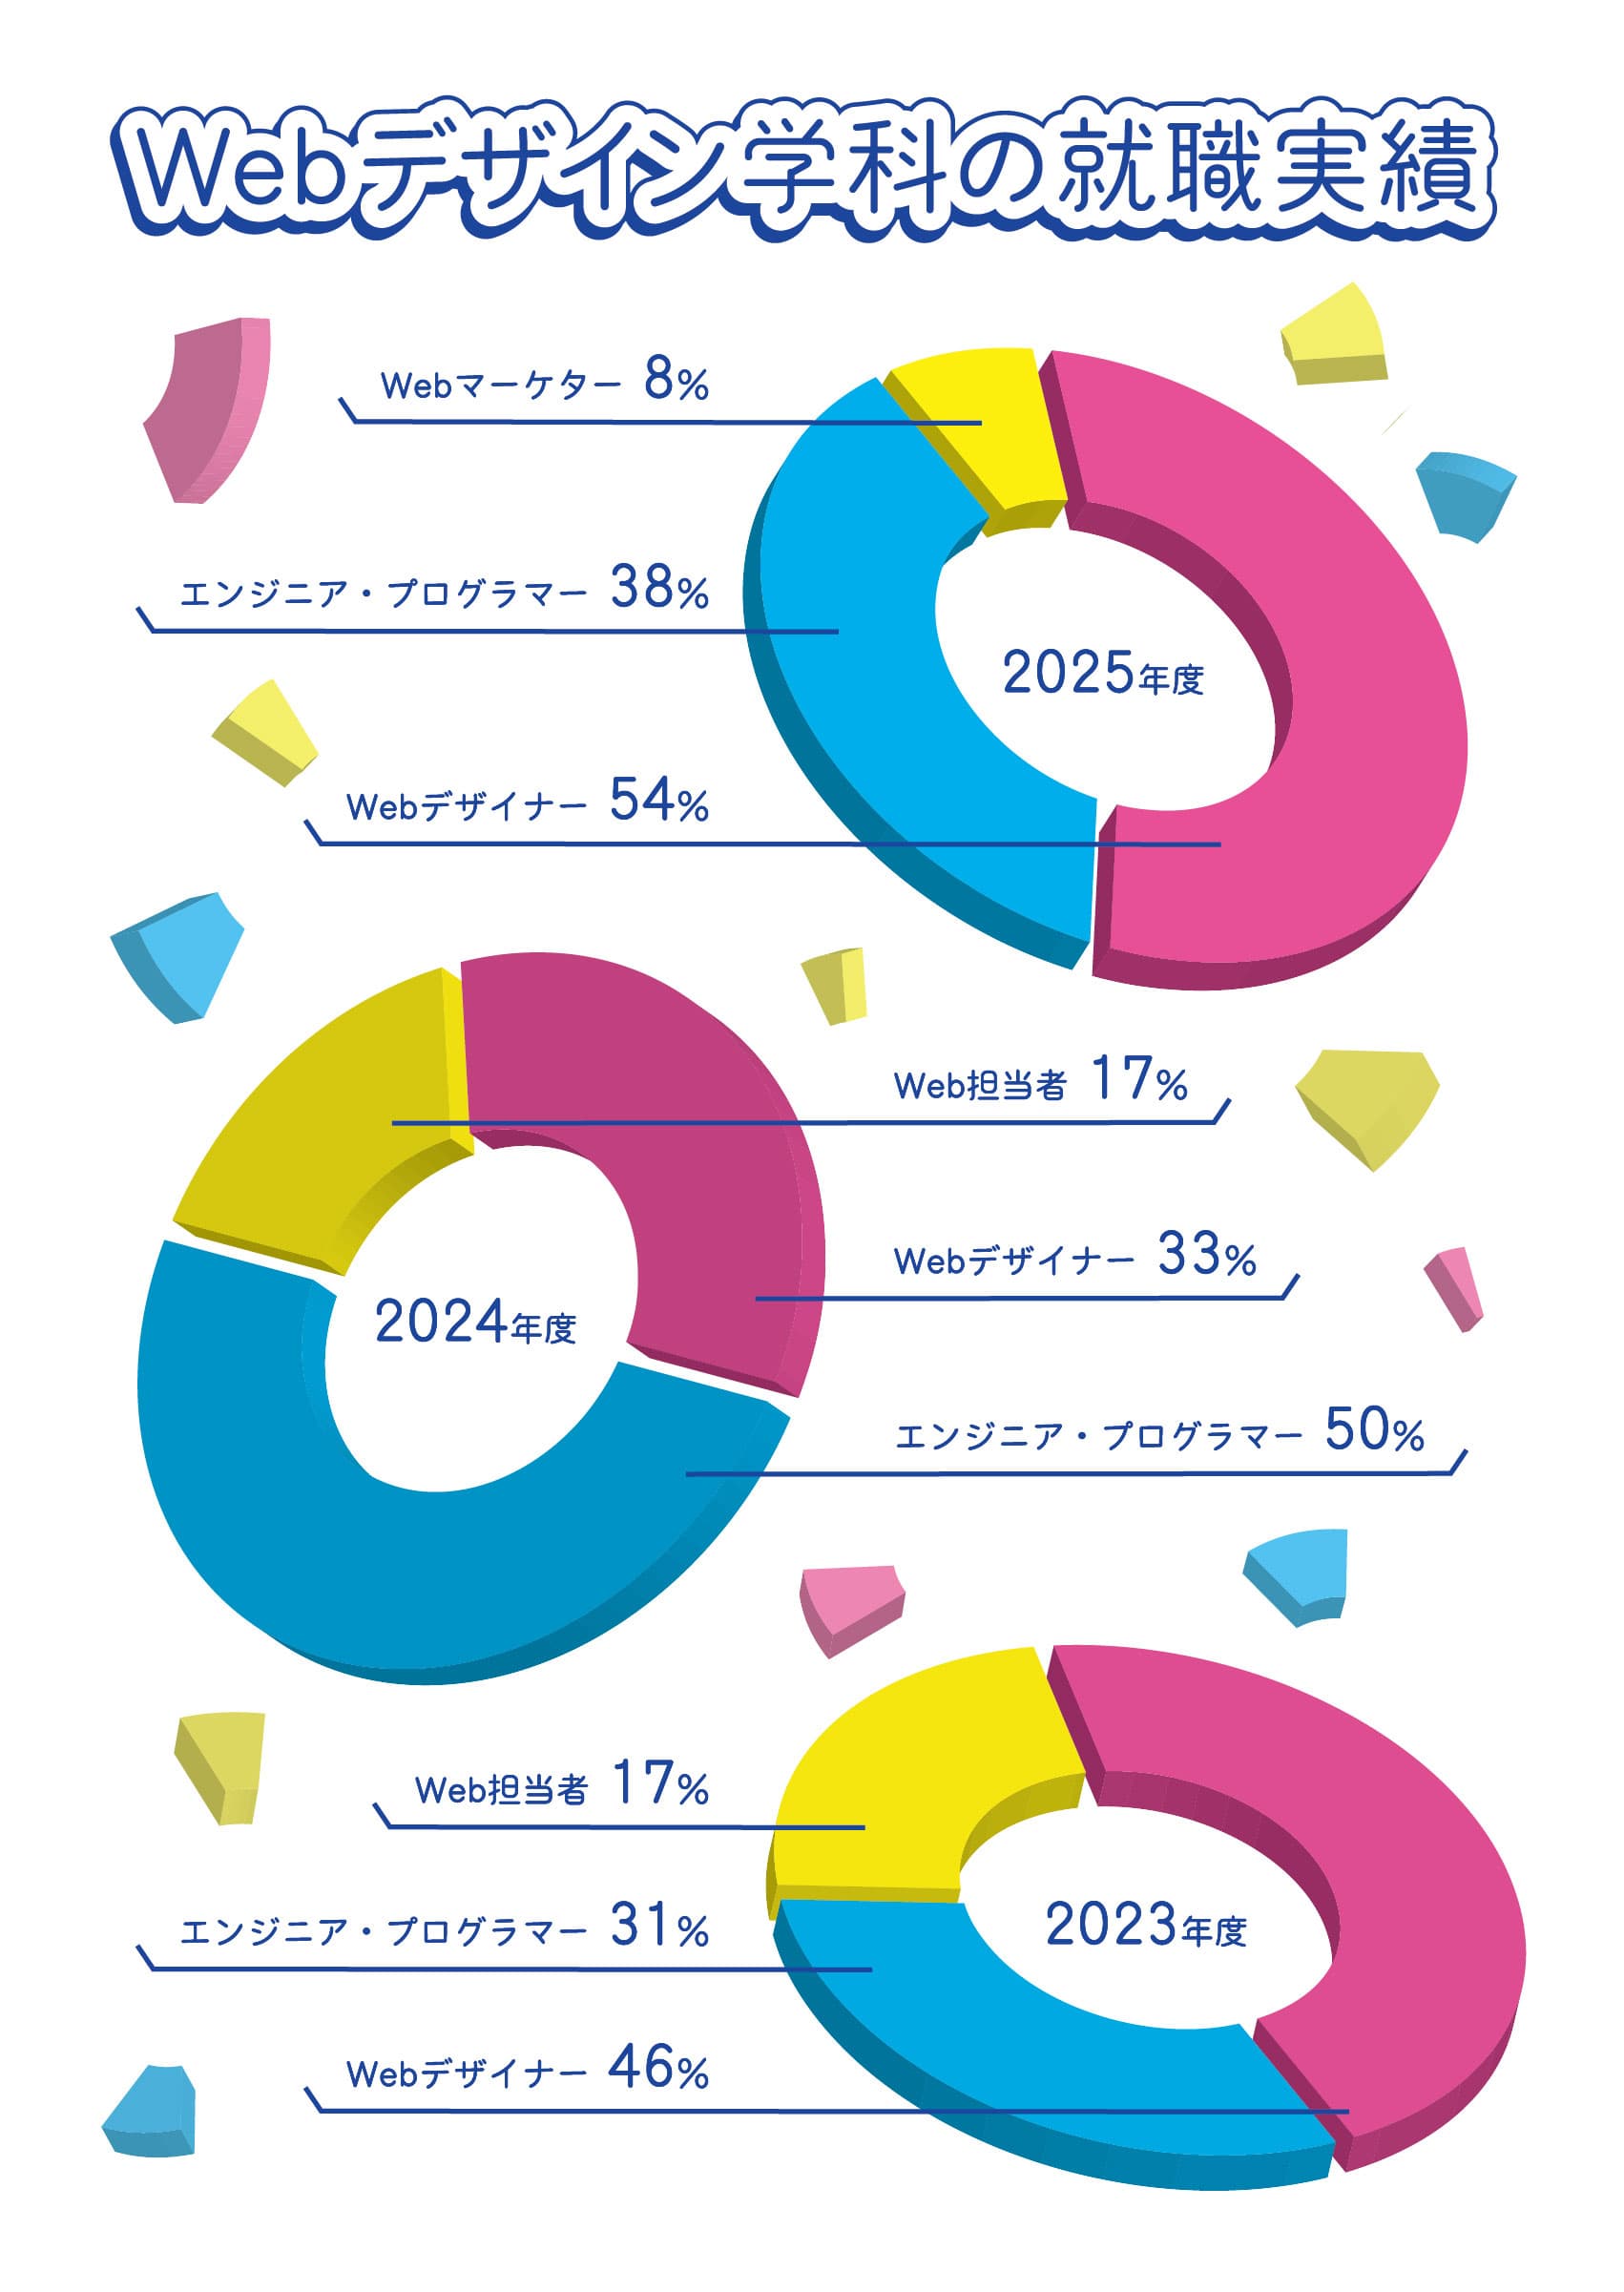 Webデザイン学科の就職実績
Webマーケター 8%
エンジニア・プログラマー 38%
2025年度
Webデザイナー 54%
Web担当者 17%
Webデザイナー 33%
2024年度
エンジニア・プログラマー 50%
Web担当者 17%
エンジニア・プログラマー 31%
2023年度
Webデザイナー 46%